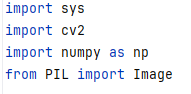 import sys
import cv2
import numpy as np
from PIL import Image